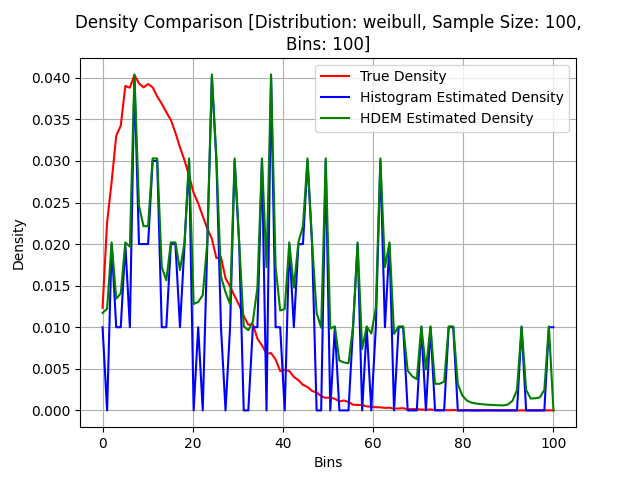 Density Comparison [Distribution: weibull, Sample Size: 100,
Bins: 100]
True Density
Histogram Estimated Density
HDEM Estimated Density
Density
0.040
0.035
0.030
0.025
0.020
0.015
0.010
0.005
0.000
0 20 40 60 80 100
Bins